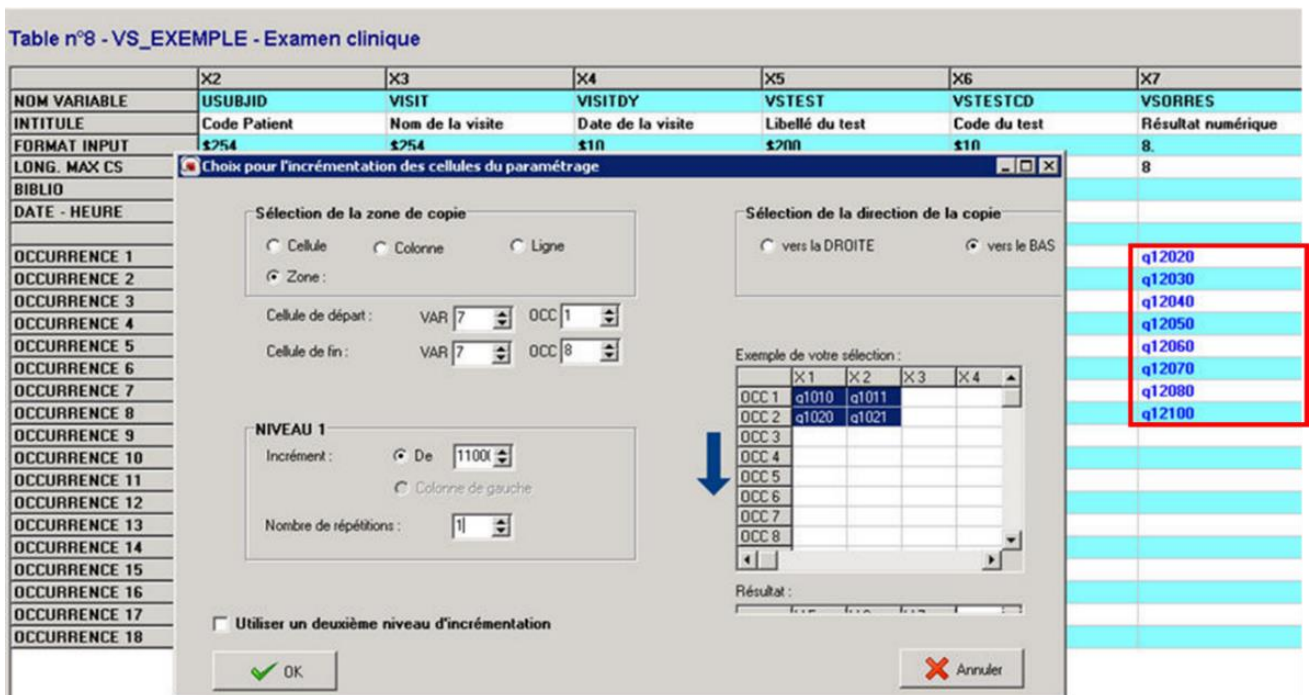 Table n°8 - VS_EXEMPLE - Examen clinique
X2 X3 X4 X5 X6 X7
NOM VARIABLE USUBJID VISIT VISITDY VSTEST VSTESTCD VSORRES
INTITULE Code Patient Nom de la visite Date de la visite Libellé du test Code du test Résultat numérique
FORMAT INPUT $254 $254 $10 $200 $10 8.
LONG. MAX CS 8
BIBLIO
DATE - HEURE
OCCURRENCE 1 q12020
OCCURRENCE 2 q12030
OCCURRENCE 3 q12040
OCCURRENCE 4 q12050
OCCURRENCE 5 q12060
OCCURRENCE 6 q12070
OCCURRENCE 7 q12080
OCCURRENCE 8 q12100
OCCURRENCE 9
OCCURRENCE 10
OCCURRENCE 11
OCCURRENCE 12
OCCURRENCE 13
OCCURRENCE 14
OCCURRENCE 15
OCCURRENCE 16
OCCURRENCE 17
OCCURRENCE 18
Choix pour l'incrémentation des cellules du paramétrage
Sélection de la zone de copie
Cellule Colonne Ligne
Zone :
Cellule de départ : VAR 7 OCC 1
Cellule de fin : VAR 7 OCC 8
NIVEAU 1
Incrément : De 1100
Colonne de gauche
Nombre de répétitions : 1
Utiliser un deuxième niveau d'incrémentation
OK
Sélection de la direction de la copie
vers la DROITE vers le BAS
Exemple de votre sélection :
X1 X2 X3 X4
OCC 1 q1010 q1011
OCC 2 q1020 q1021
OCC 3
OCC 4
OCC 5
OCC 6
OCC 7
OCC 8
Résultat :
Annuler